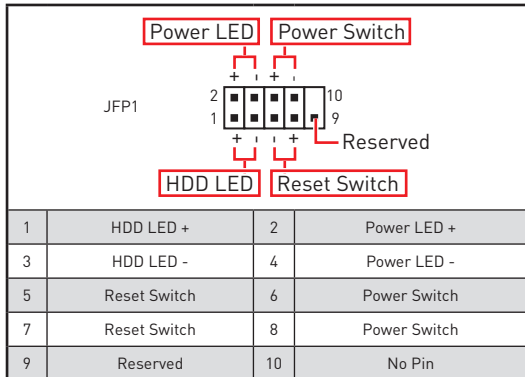 Power LED Power Switch
+ - + -
JFP1
2 10
1 9
+ - - +
Reserved
HDD LED Reset Switch
1 HDD LED + 2 Power LED +
3 HDD LED - 4 Power LED -
5 Reset Switch 6 Power Switch
7 Reset Switch 8 Power Switch
9 Reserved 10 No Pin